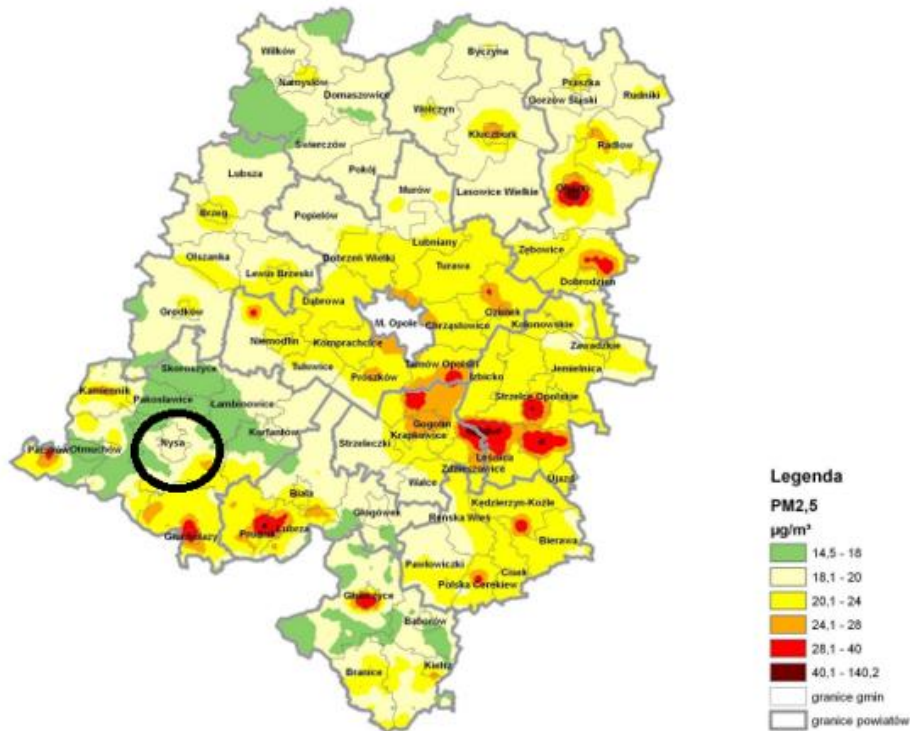 Wilków
Byczyna
Namysłów
Praszka
Domaszowice
Rudniki
Gorzów Śląski
Wołczyn
Kluczbork
Radłów
Świerczów
Pokój
Lubsza
Murów
Lasowice Wielkie
Olesno
Brzeg
Popielów
Łubniany
Zębowice
Olszanka
Dobrzeń Wielki
Turawa
Lewin Brzeski
Dobrodzień
Dąbrowa
Ozimek
Grodków
M. Opole
Chrząstowice
Kolonowskie
Niemodlin
Komprachcice
Zawadzkie
Skoroszyce
Tułowice
Tarnów Opolski
Jemielnica
Prószków
Izbicko
Kamiennik
Pakosławice
Łambinowice
Strzelce Opolskie
Gogolin
Nysa
Korfantów
Strzeleczki
Krapkowice
Paczków
Otmuchów
Leśnica
Zdzieszowice
Ujazd
Walce
Biała
Kędzierzyn-Koźle
Głogówek
Reńska Wieś
Głuchołazy
Prudnik
Lubrza
Bierawa
Pawłowiczki
Cisek
Polska Cerekiew
Głubczyce
Baborów
Branice
Kietrz
Legenda
PM2,5
µg/m³
14,5 - 18
18,1 - 20
20,1 - 24
24,1 - 28
28,1 - 40
40,1 - 140,2
granice gmin
granice powiatów